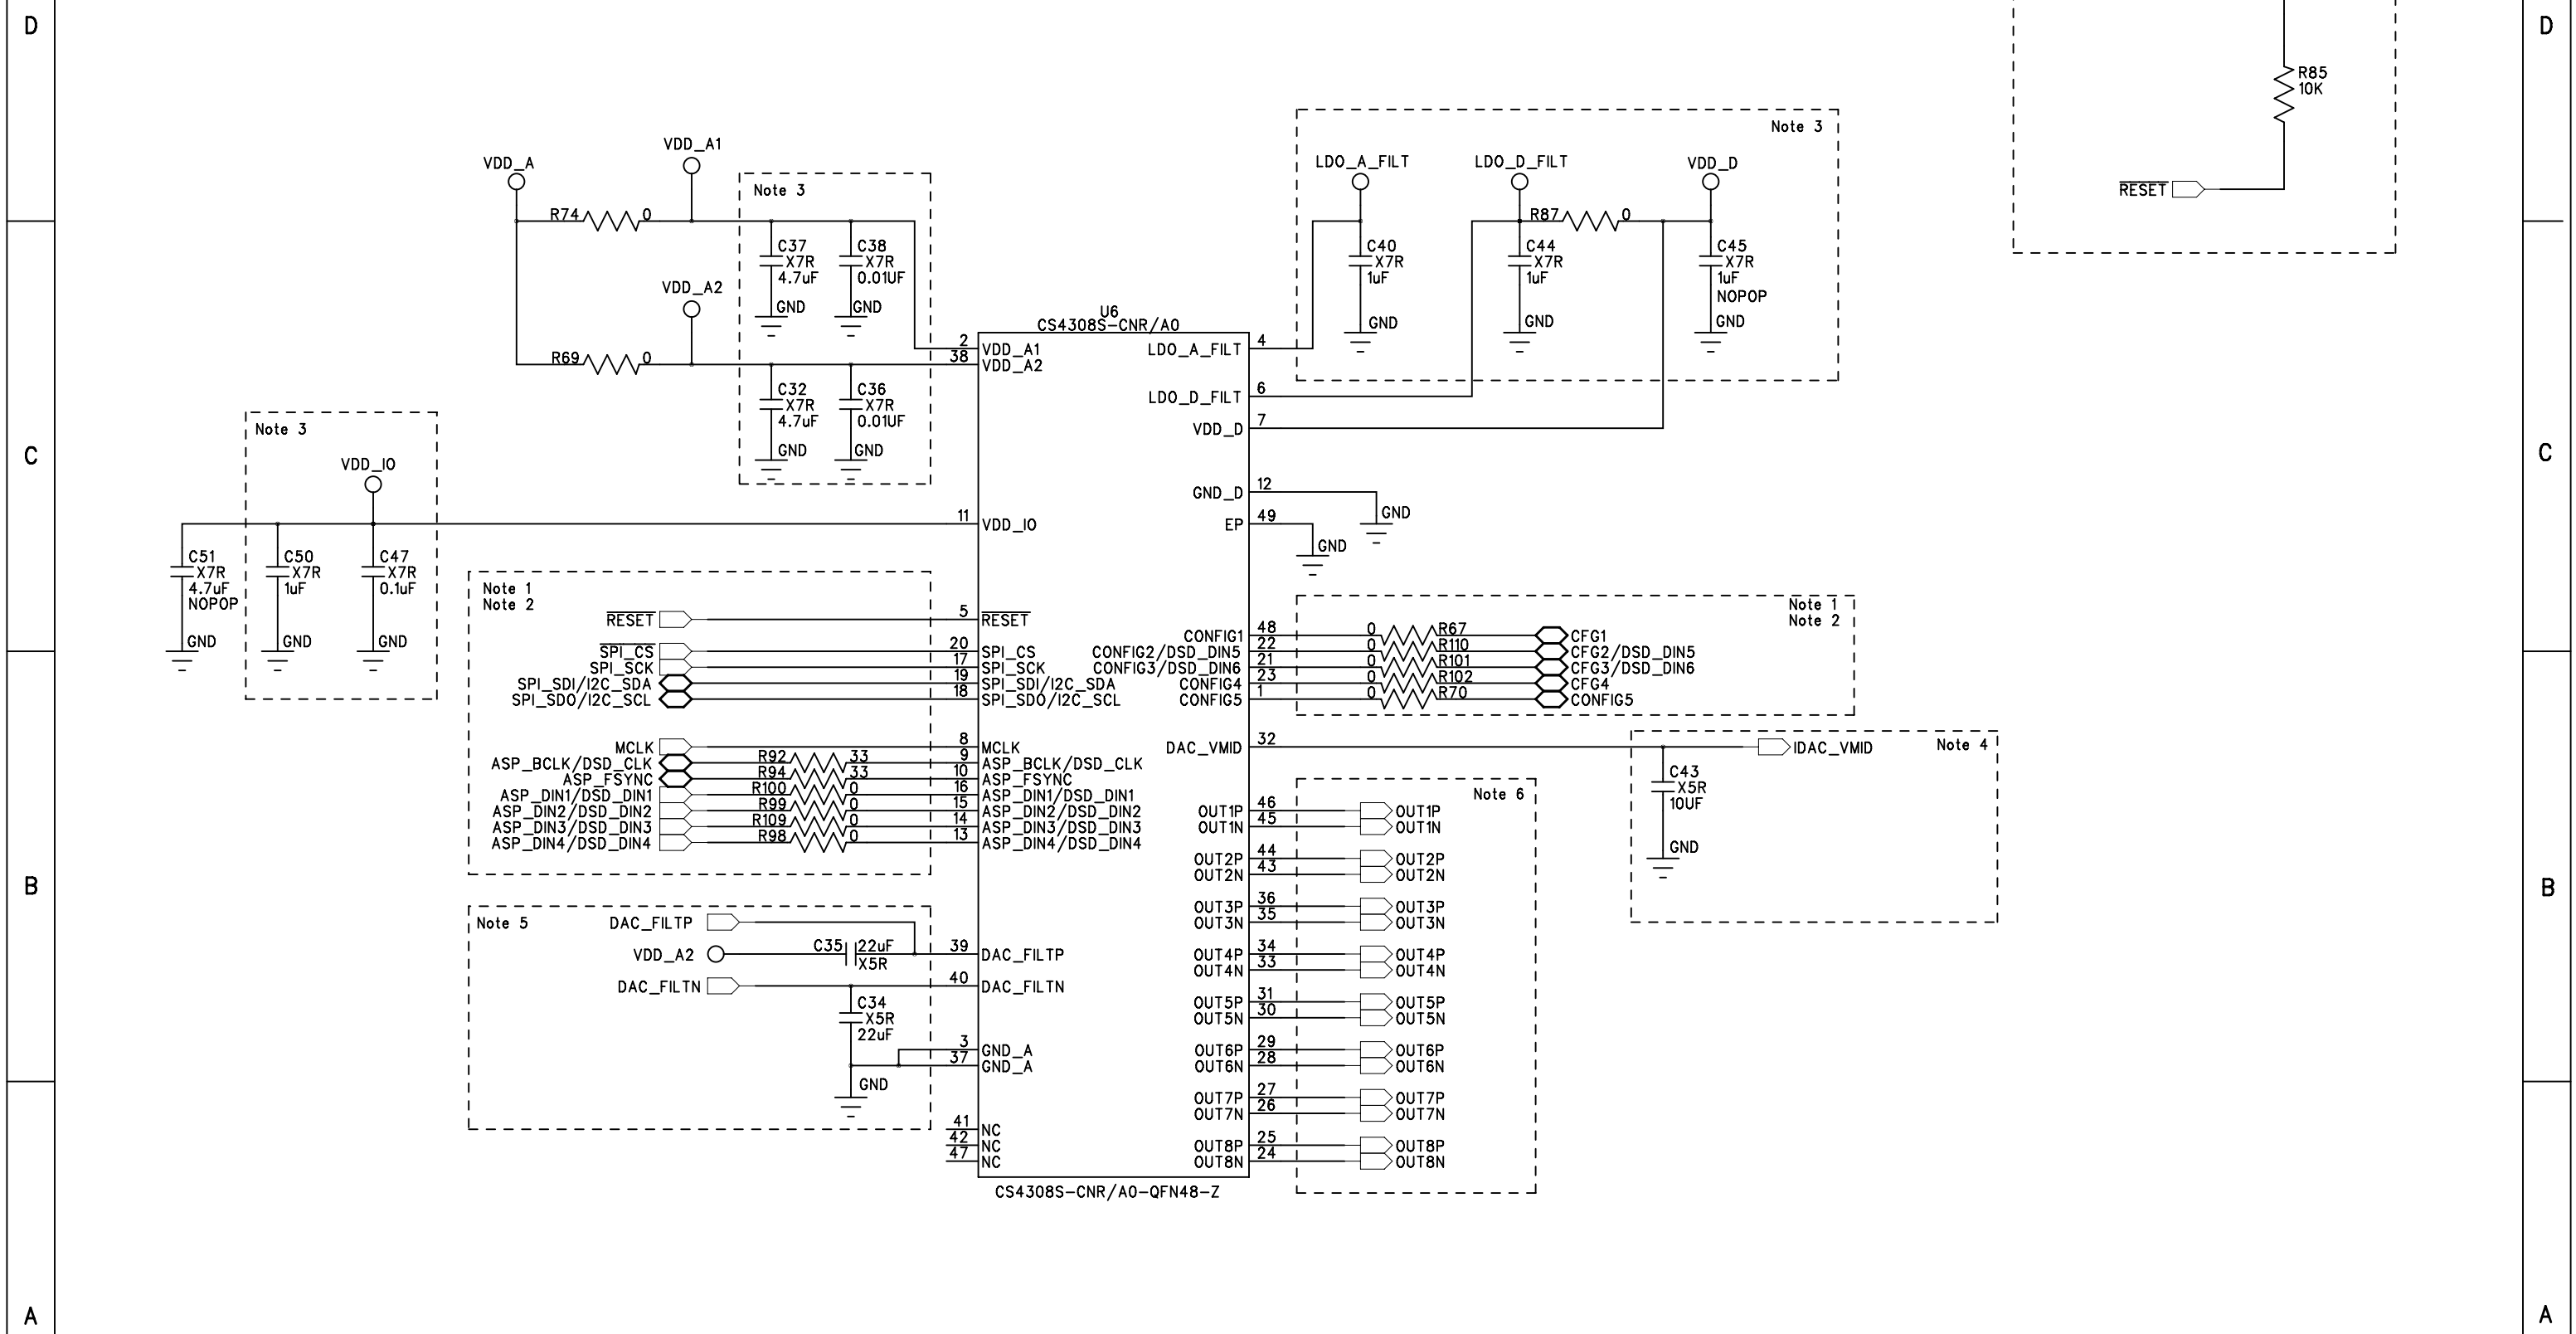 D
D
R85
10K
RESET
Note 3
LDO_A_FILT
LDO_D_FILT
VDD_D
R87 0
C40
X7R
1uF
GND
C44
X7R
1uF
GND
C45
X7R
1uF
NOPOP
GND
VDD_A
VDD_A1
R74 0
VDD_A2
R69 0
Note 3
C37
X7R
4.7uF
GND
C38
X7R
0.01UF
GND
C32
X7R
4.7uF
GND
C36
X7R
0.01UF
GND
C
C
Note 3
VDD_IO
C51
X7R
4.7uF
NOPOP
GND
C50
X7R
1uF
GND
C47
X7R
0.1uF
GND
U6
CS4308S-CNR/A0
2 VDD_A1
38 VDD_A2
11 VDD_IO
LDO_A_FILT 4
LDO_D_FILT 6
VDD_D 7
GND_D 12
GND
EP 49
GND
Note 1
Note 2
RESET 5 RESET
SPI_CS 20 SPI_CS
SPI_SCK 17 SPI_SCK
SPI_SDI/I2C_SDA 19 SPI_SDI/I2C_SDA
SPI_SDO/I2C_SCL 18 SPI_SDO/I2C_SCL
MCLK 8 MCLK
ASP_BCLK/DSD_CLK R92 33 9 ASP_BCLK/DSD_CLK
ASP_FSYNC R94 33 10 ASP_FSYNC
ASP_DIN1/DSD_DIN1 R100 0 16 ASP_DIN1/DSD_DIN1
ASP_DIN2/DSD_DIN2 R99 0 15 ASP_DIN2/DSD_DIN2
ASP_DIN3/DSD_DIN3 R109 0 14 ASP_DIN3/DSD_DIN3
ASP_DIN4/DSD_DIN4 R98 0 13 ASP_DIN4/DSD_DIN4
Note 1
Note 2
CONFIG1 48 0 R67 CFG1
CONFIG2/DSD_DIN5 22 0 R110 CFG2/DSD_DIN5
CONFIG3/DSD_DIN6 21 0 R101 CFG3/DSD_DIN6
CONFIG4 23 0 R102 CFG4
CONFIG5 1 0 R70 CONFIG5
DAC_VMID 32 IDAC_VMID
Note 4
C43
X5R
10UF
GND
Note 6
OUT1P 46 OUT1P
OUT1N 45 OUT1N
OUT2P 44 OUT2P
OUT2N 43 OUT2N
OUT3P 36 OUT3P
OUT3N 35 OUT3N
OUT4P 34 OUT4P
OUT4N 33 OUT4N
OUT5P 31 OUT5P
OUT5N 30 OUT5N
OUT6P 29 OUT6P
OUT6N 28 OUT6N
OUT7P 27 OUT7P
OUT7N 26 OUT7N
OUT8P 25 OUT8P
OUT8N 24 OUT8N
B
B
Note 5
DAC_FILTP
VDD_A2 C35 22uF 39 DAC_FILTP
X5R
DAC_FILTN 40 DAC_FILTN
C34
X5R
22uF
3 GND_A
37 GND_A
GND
41 NC
42 NC
47 NC
CS4308S-CNR/A0-QFN48-Z
A
A